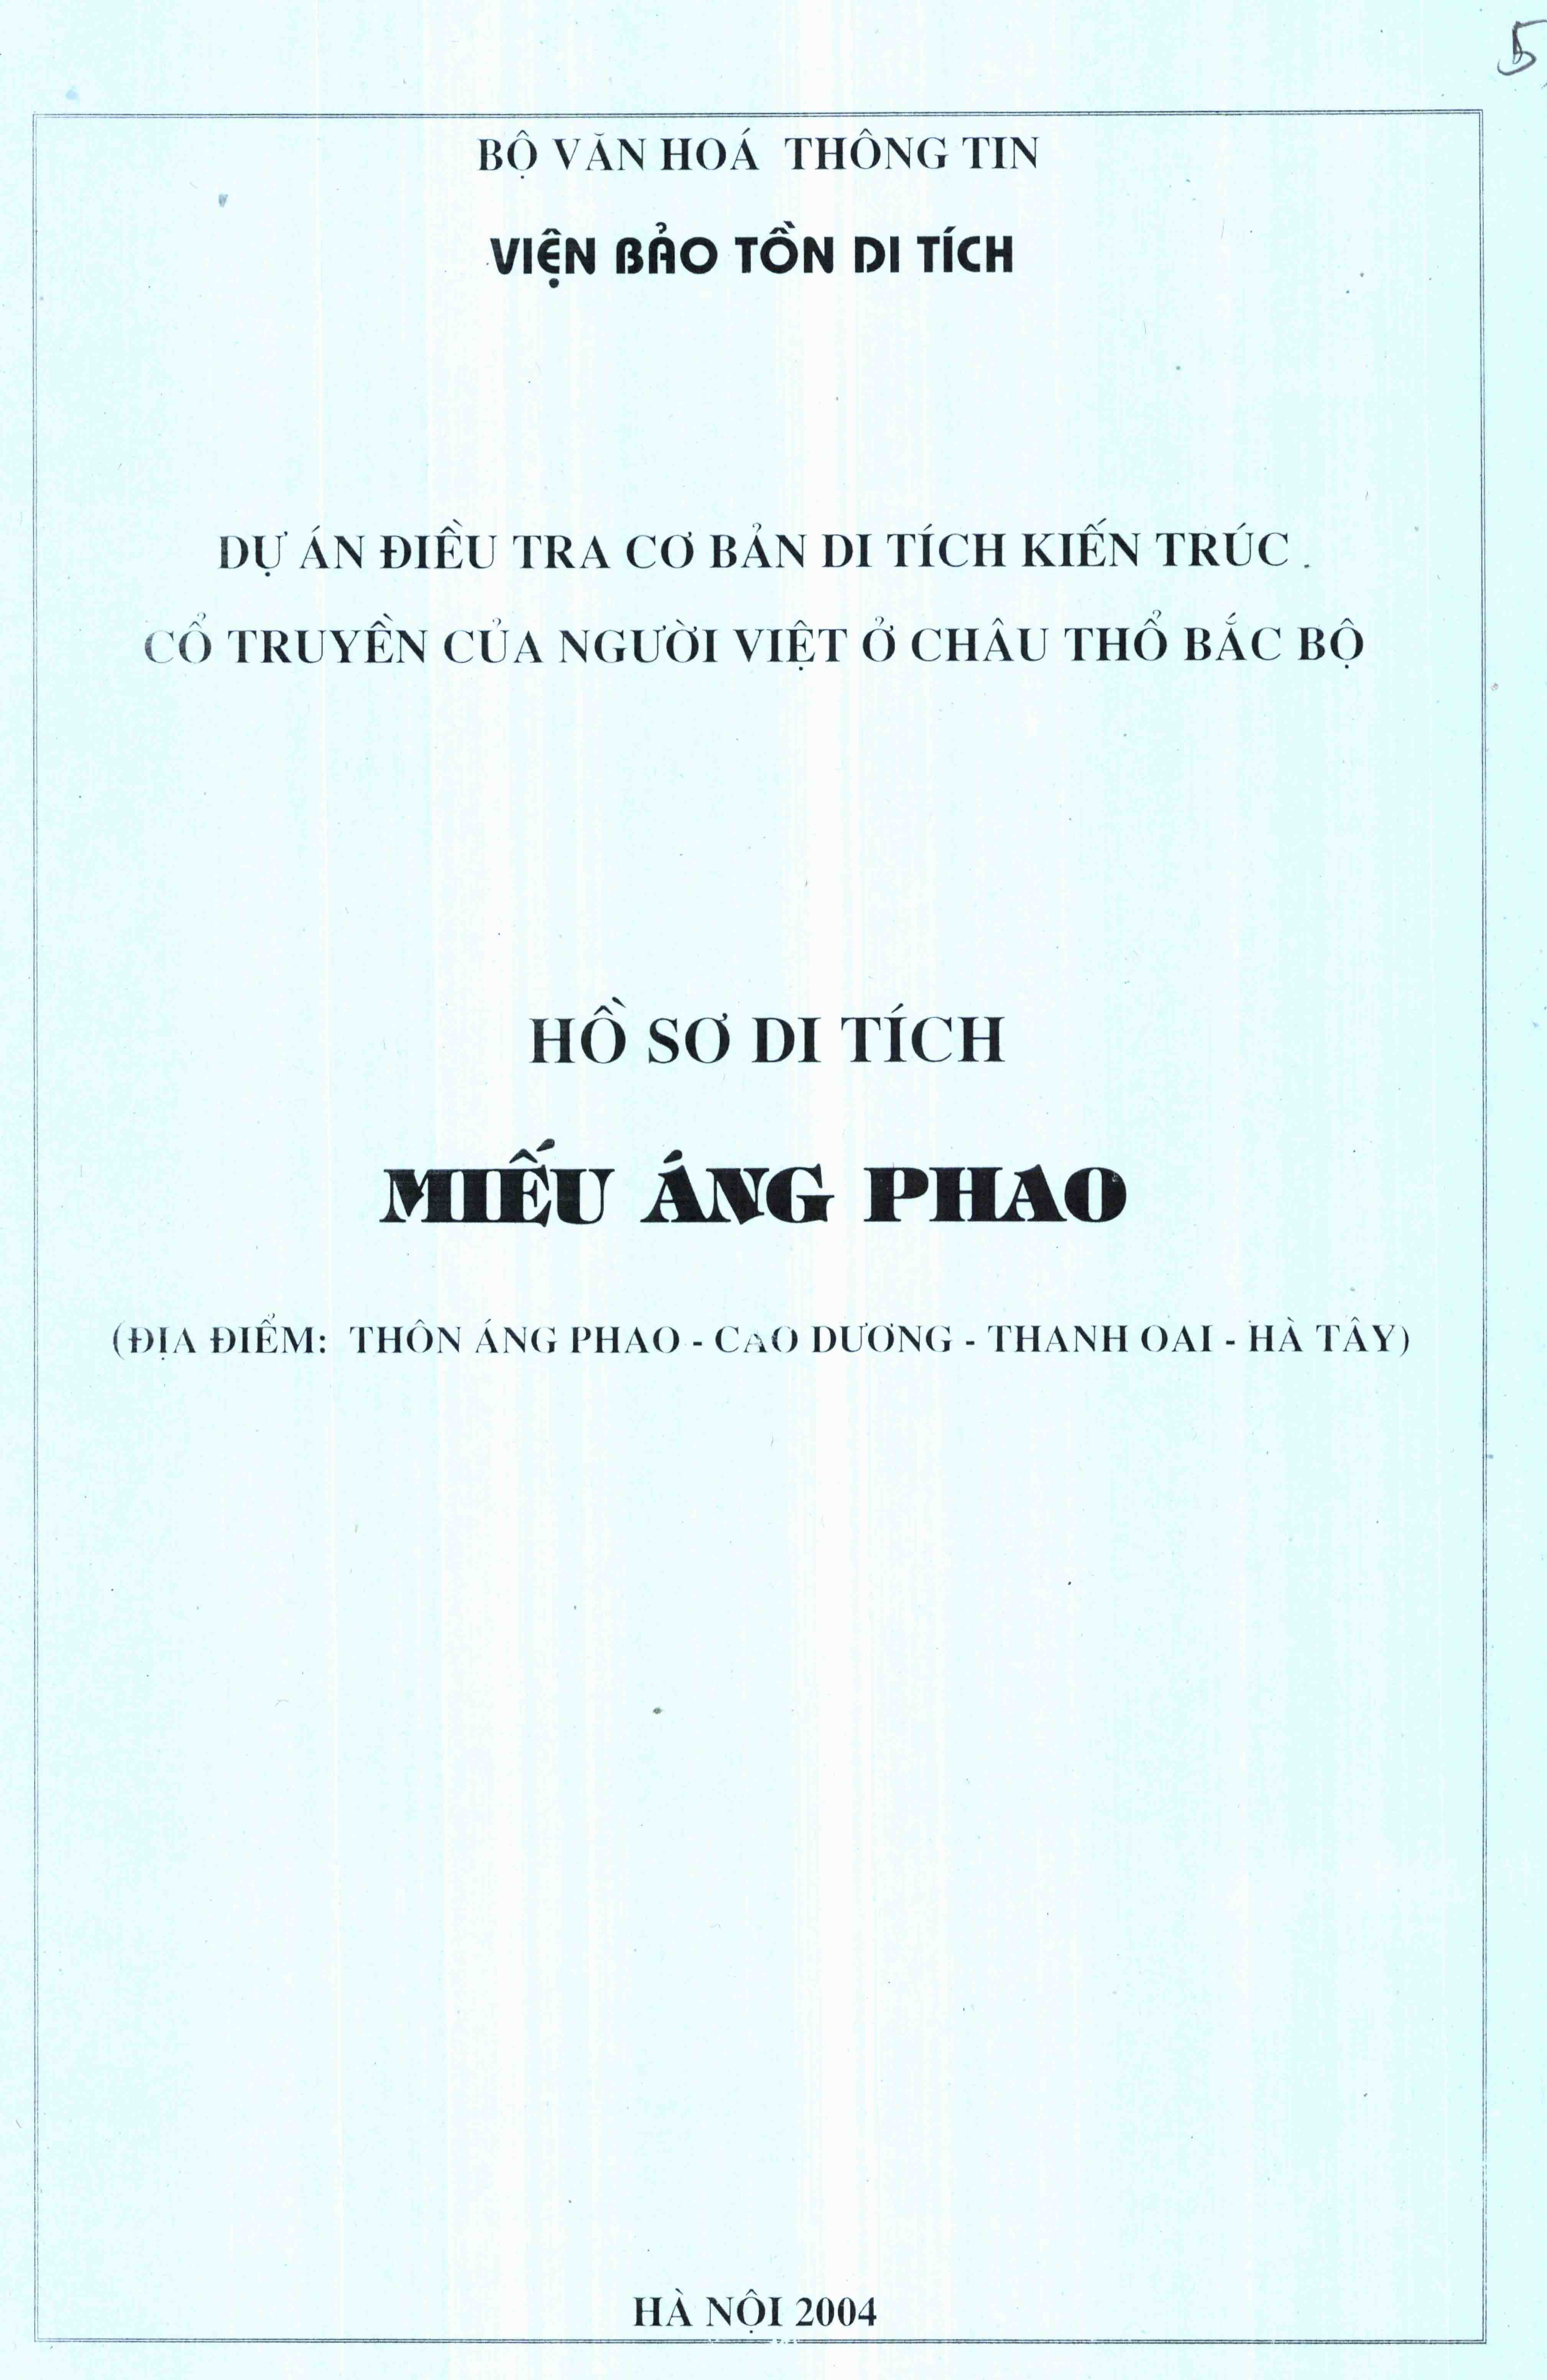 5
BỘ VĂN HOÁ THÔNG TIN
VIỆN BẢO TỒN DI TÍCH
DỰ ÁN ĐIỀU TRA CƠ BẢN DI TÍCH KIẾN TRÚC
CỔ TRUYỀN CỦA NGƯỜI VIỆT Ở CHÂU THỔ BẮC BỘ
HỒ SƠ DI TÍCH
MIẾU ÁNG PHAO
(ĐỊA ĐIỂM: THÔN ÁNG PHAO - CAO DƯƠNG - THANH OAI - HÀ TÂY)
HÀ NỘI 2004